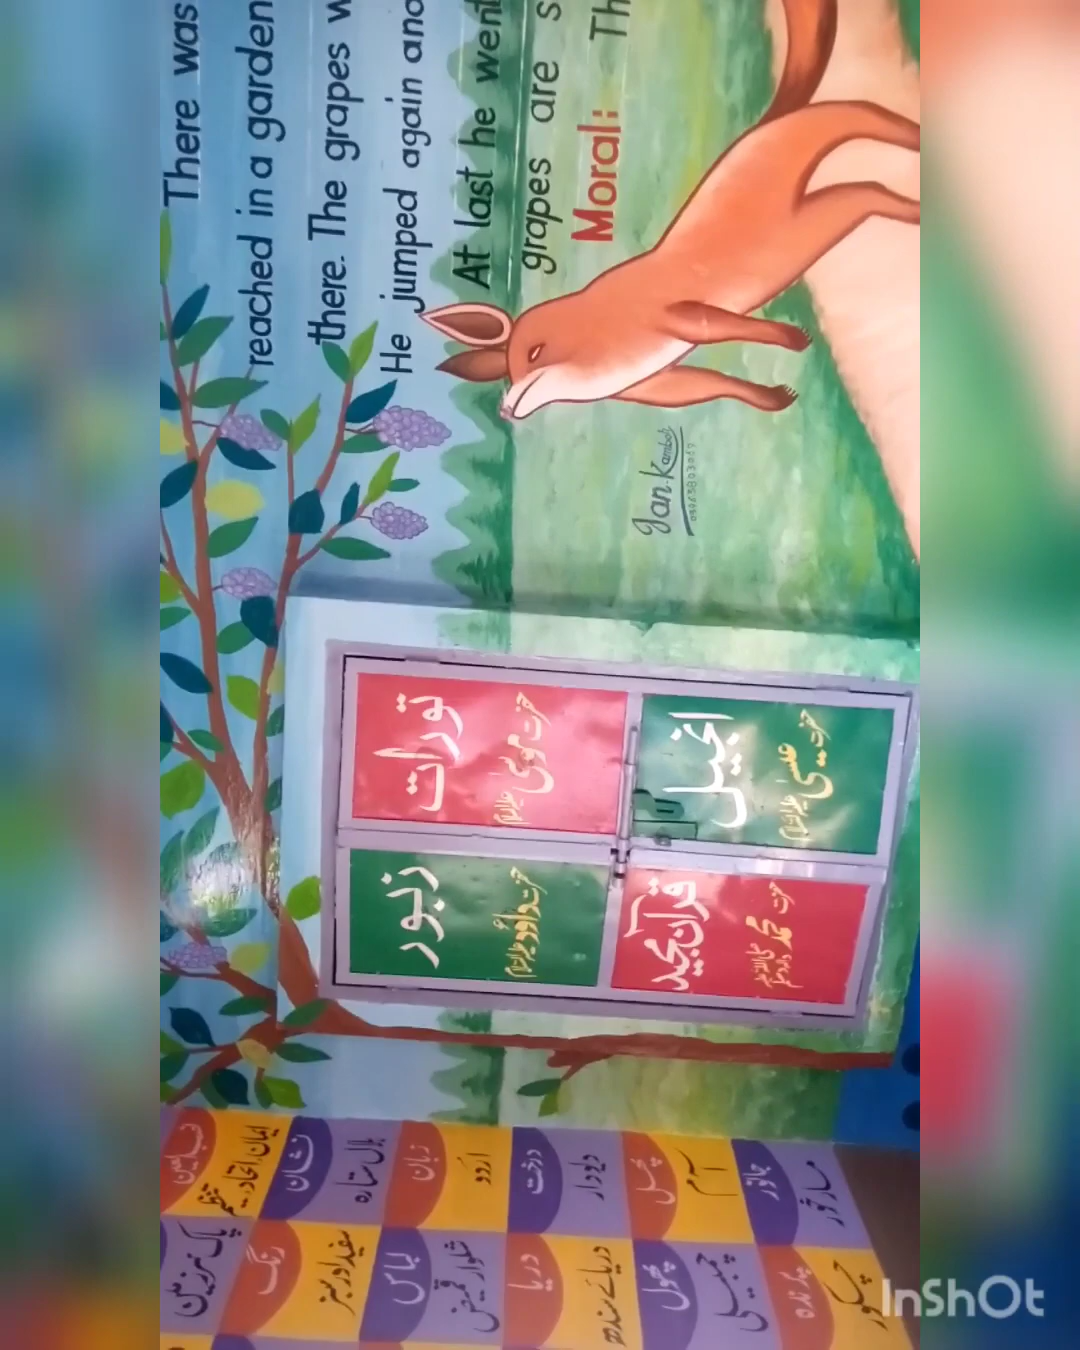 There was
reached in a garden
there. The grapes w
He jumped again and
At last he went
grapes are s
Moral: Th
Jan.Kamboh
03963803057
تورات
حضرت موسیٰ علیہ السلام
انجیل
حضرت عیسیٰ علیہ السلام
زبور
حضرت داؤد علیہ السلام
قرآن مجید
حضرت محمد صلی اللہ علیہ وآلہ وسلم
ایمان، اتحاد، تنظیم
نشان
ہلال ستارہ
زبان
اردو
درخت
دیودار
پھل
آم
جانور
مارخور
پاک سرزمین
رنگ
سفید اور سبز
لباس
شلوار قمیض
دریا
دریائے سندھ
پھول
چمبیلی
پرندہ
چکور
InShOt